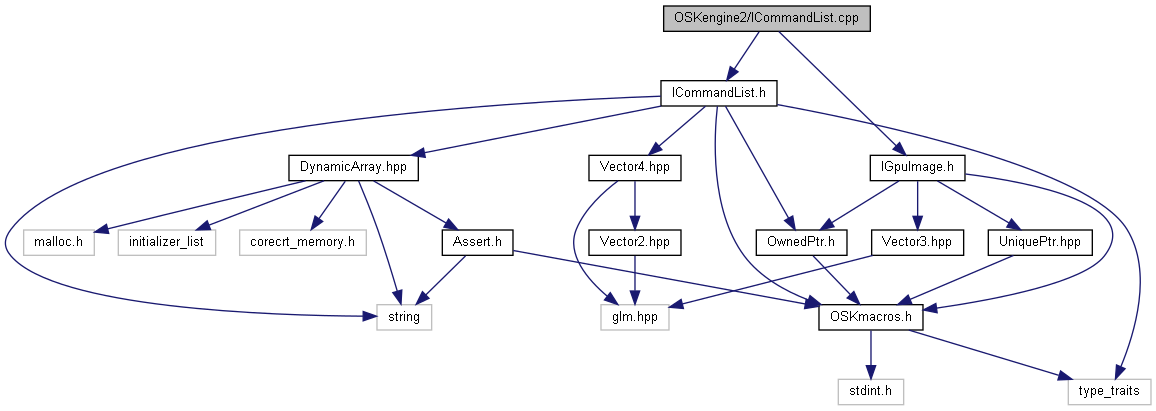 OSKengine2/ICommandList.cpp
ICommandList.h
DynamicArray.hpp
Vector4.hpp
IGpuImage.h
malloc.h
initializer_list
corecrt_memory.h
Assert.h
Vector2.hpp
OwnedPtr.h
Vector3.hpp
UniquePtr.hpp
string
glm.hpp
OSKmacros.h
stdint.h
type_traits